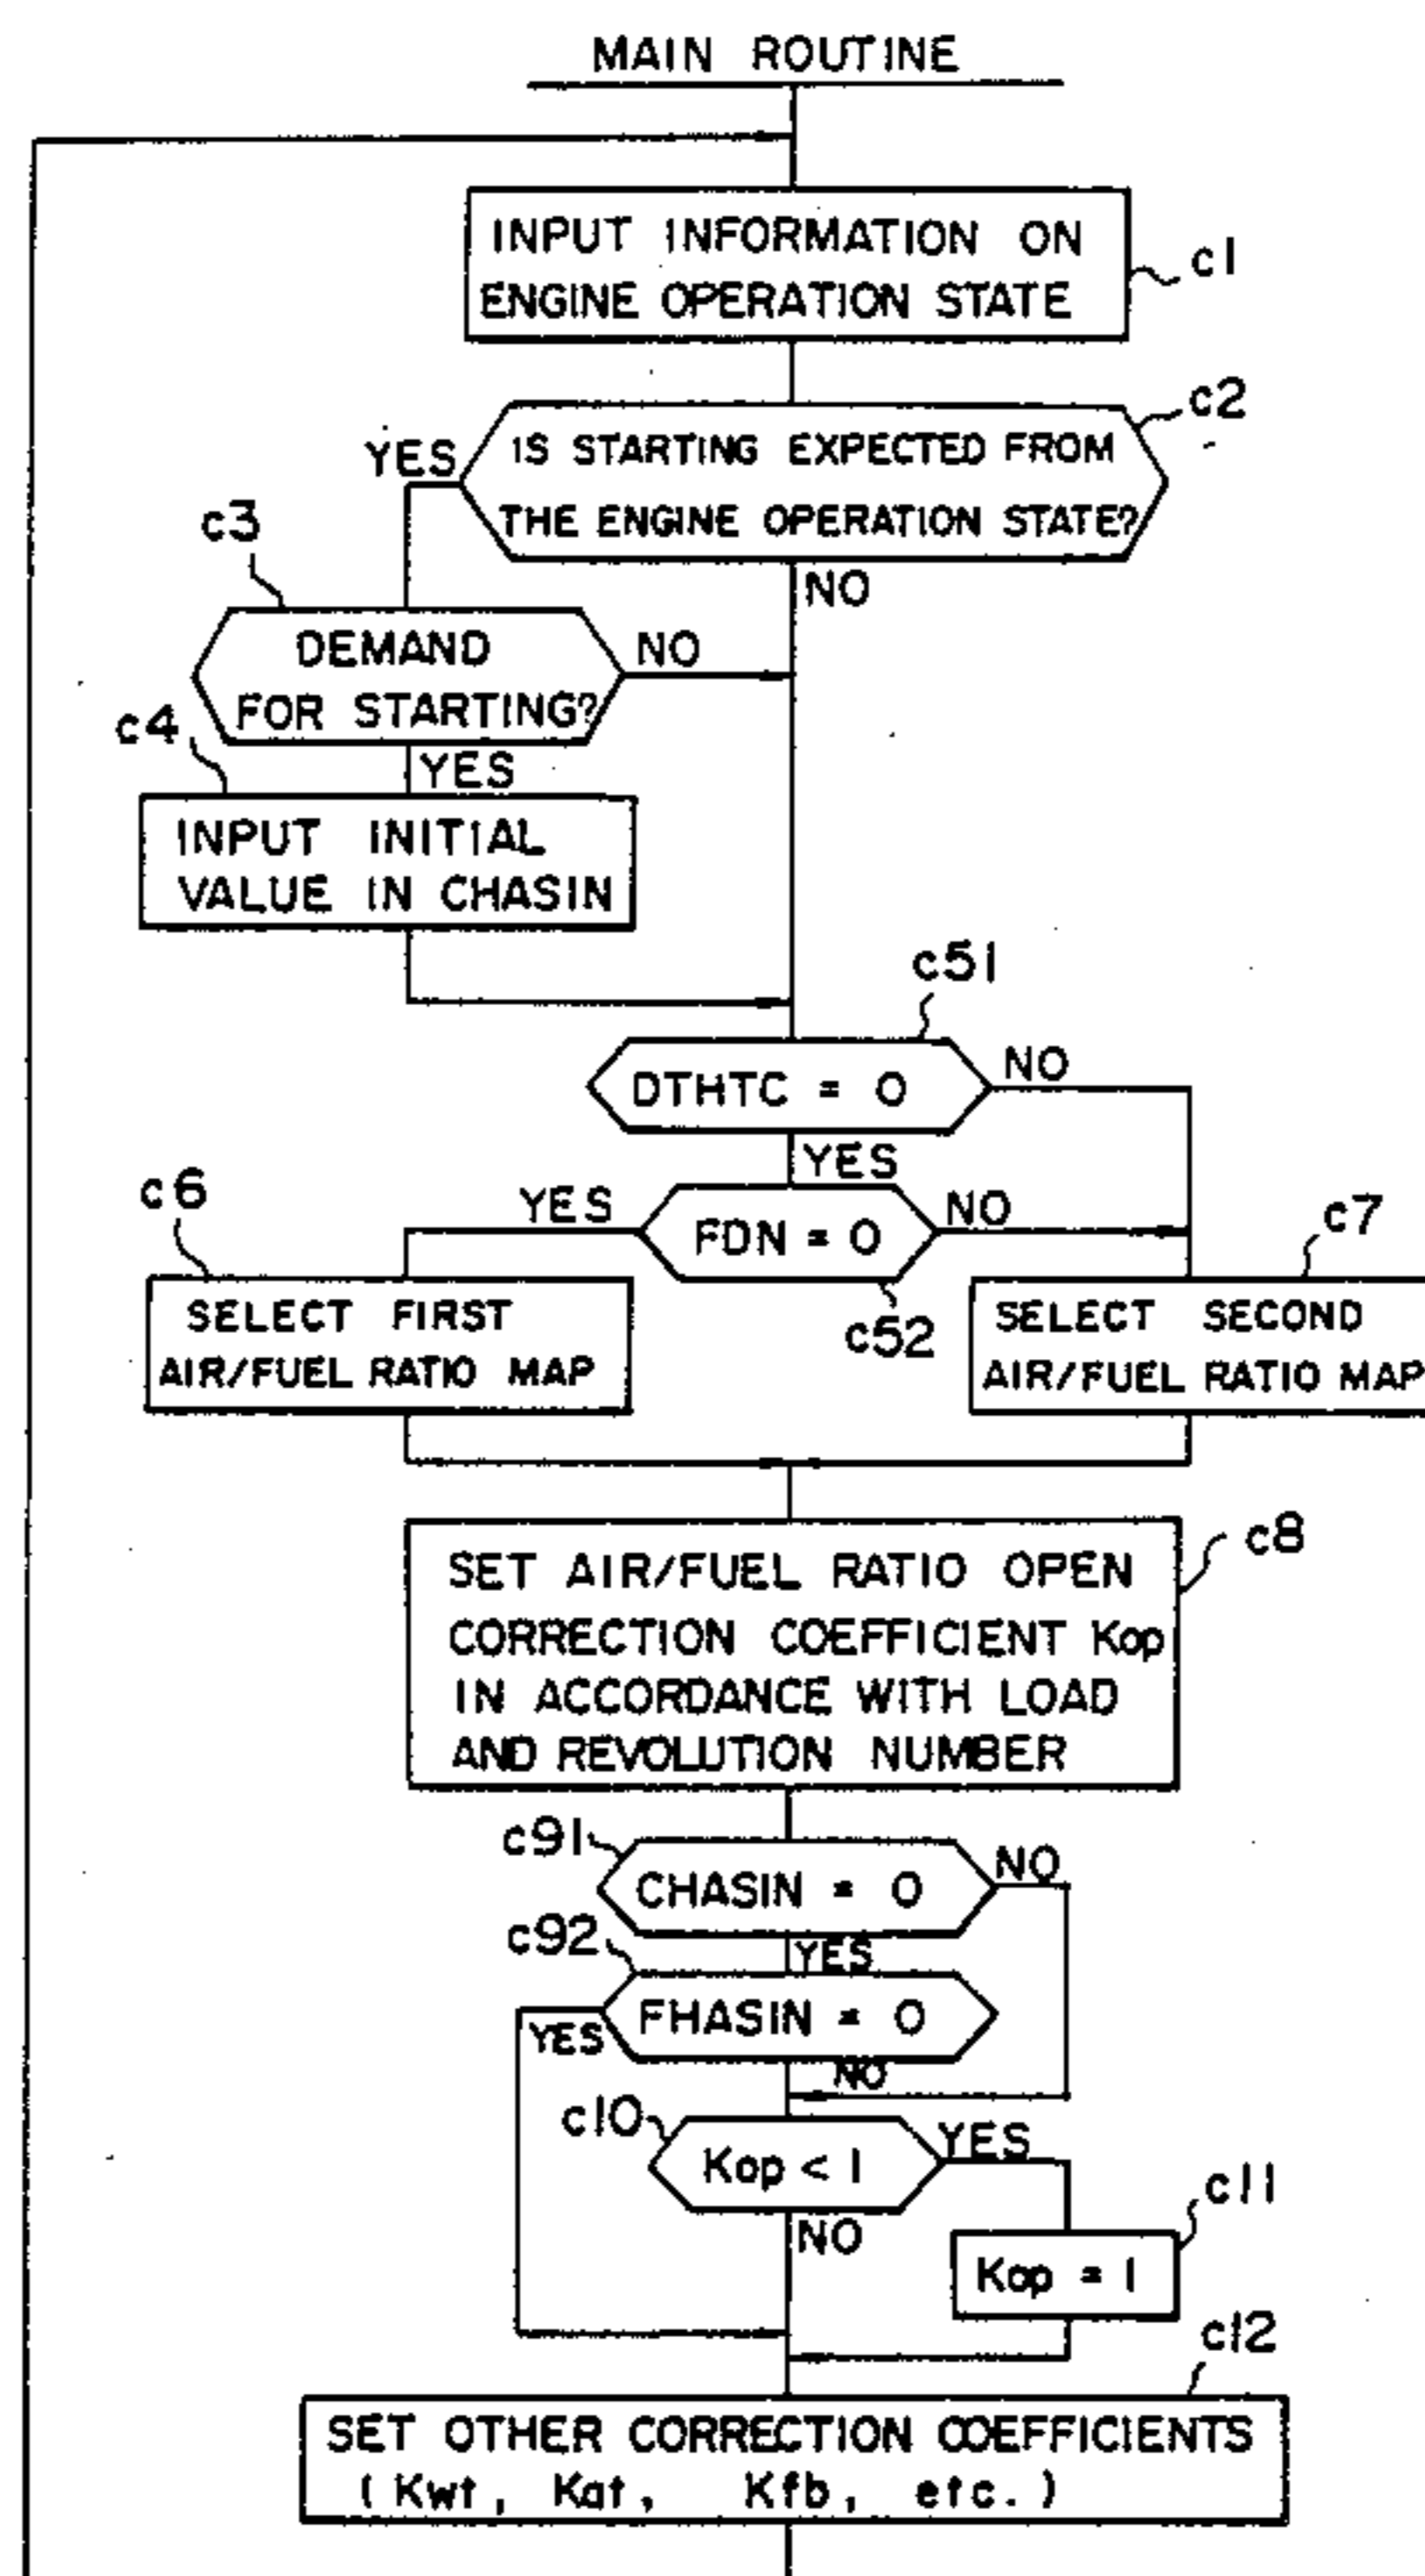 MAIN ROUTINE
INPUT INFORMATION ON
ENGINE OPERATION STATE
c1
c2
IS STARTING EXPECTED FROM
THE ENGINE OPERATION STATE?
YES
NO
c3
DEMAND
FOR STARTING?
NO
YES
c4
INPUT INITIAL
VALUE IN CHASIN
c51
DTHTC = 0
NO
YES
c52
FDN = 0
YES
NO
c6
SELECT FIRST
AIR/FUEL RATIO MAP
c7
SELECT SECOND
AIR/FUEL RATIO MAP
c8
SET AIR/FUEL RATIO OPEN
CORRECTION COEFFICIENT Kop
IN ACCORDANCE WITH LOAD
AND REVOLUTION NUMBER
c91
CHASIN = 0
NO
YES
c92
FHASIN = 0
YES
NO
c10
Kop < 1
YES
NO
c11
Kop = 1
c12
SET OTHER CORRECTION COEFFICIENTS
(Kwt, Kat, Kfb, etc.)